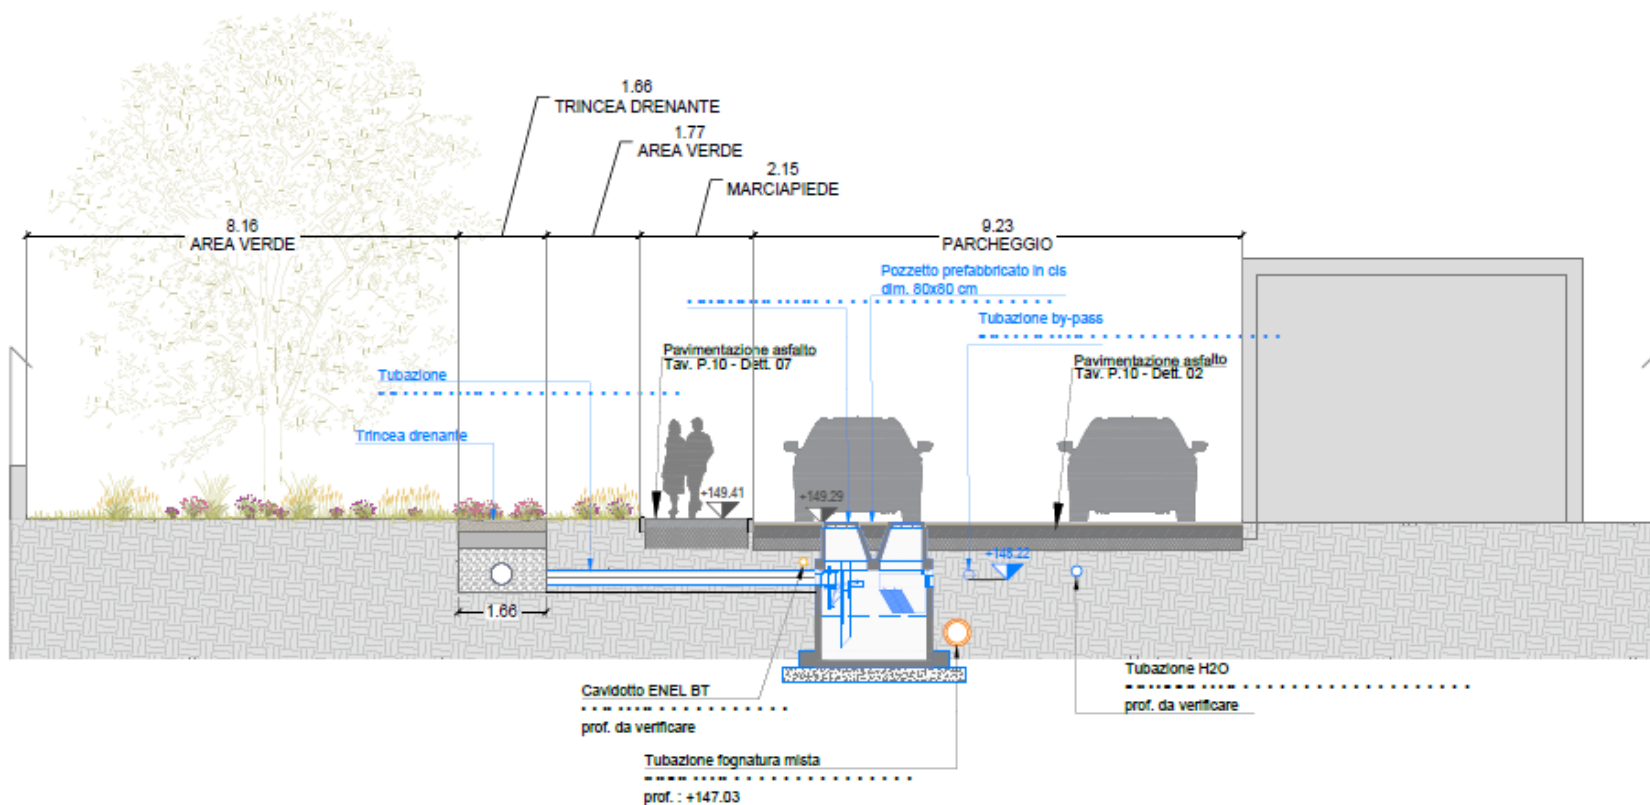 1.66
TRINCEA DRENANTE
1.77
AREA VERDE
2.15
MARCIAPIEDE
8.16
AREA VERDE
9.23
PARCHEGGIO
Pozzetto prefabbricato in cls
dim. 80x80 cm
Tubazione by-pass
Pavimentazione asfalto
Tav. P.10 - Dett. 07
Pavimentazione asfalto
Tav. P.10 - Dett. 02
Tubazione
Trincea drenante
+149.41
+149.29
+148.22
1.66
Tubazione H2O
prof. da verificare
Cavidotto ENEL BT
prof. da verificare
Tubazione fognatura mista
prof. : +147.03